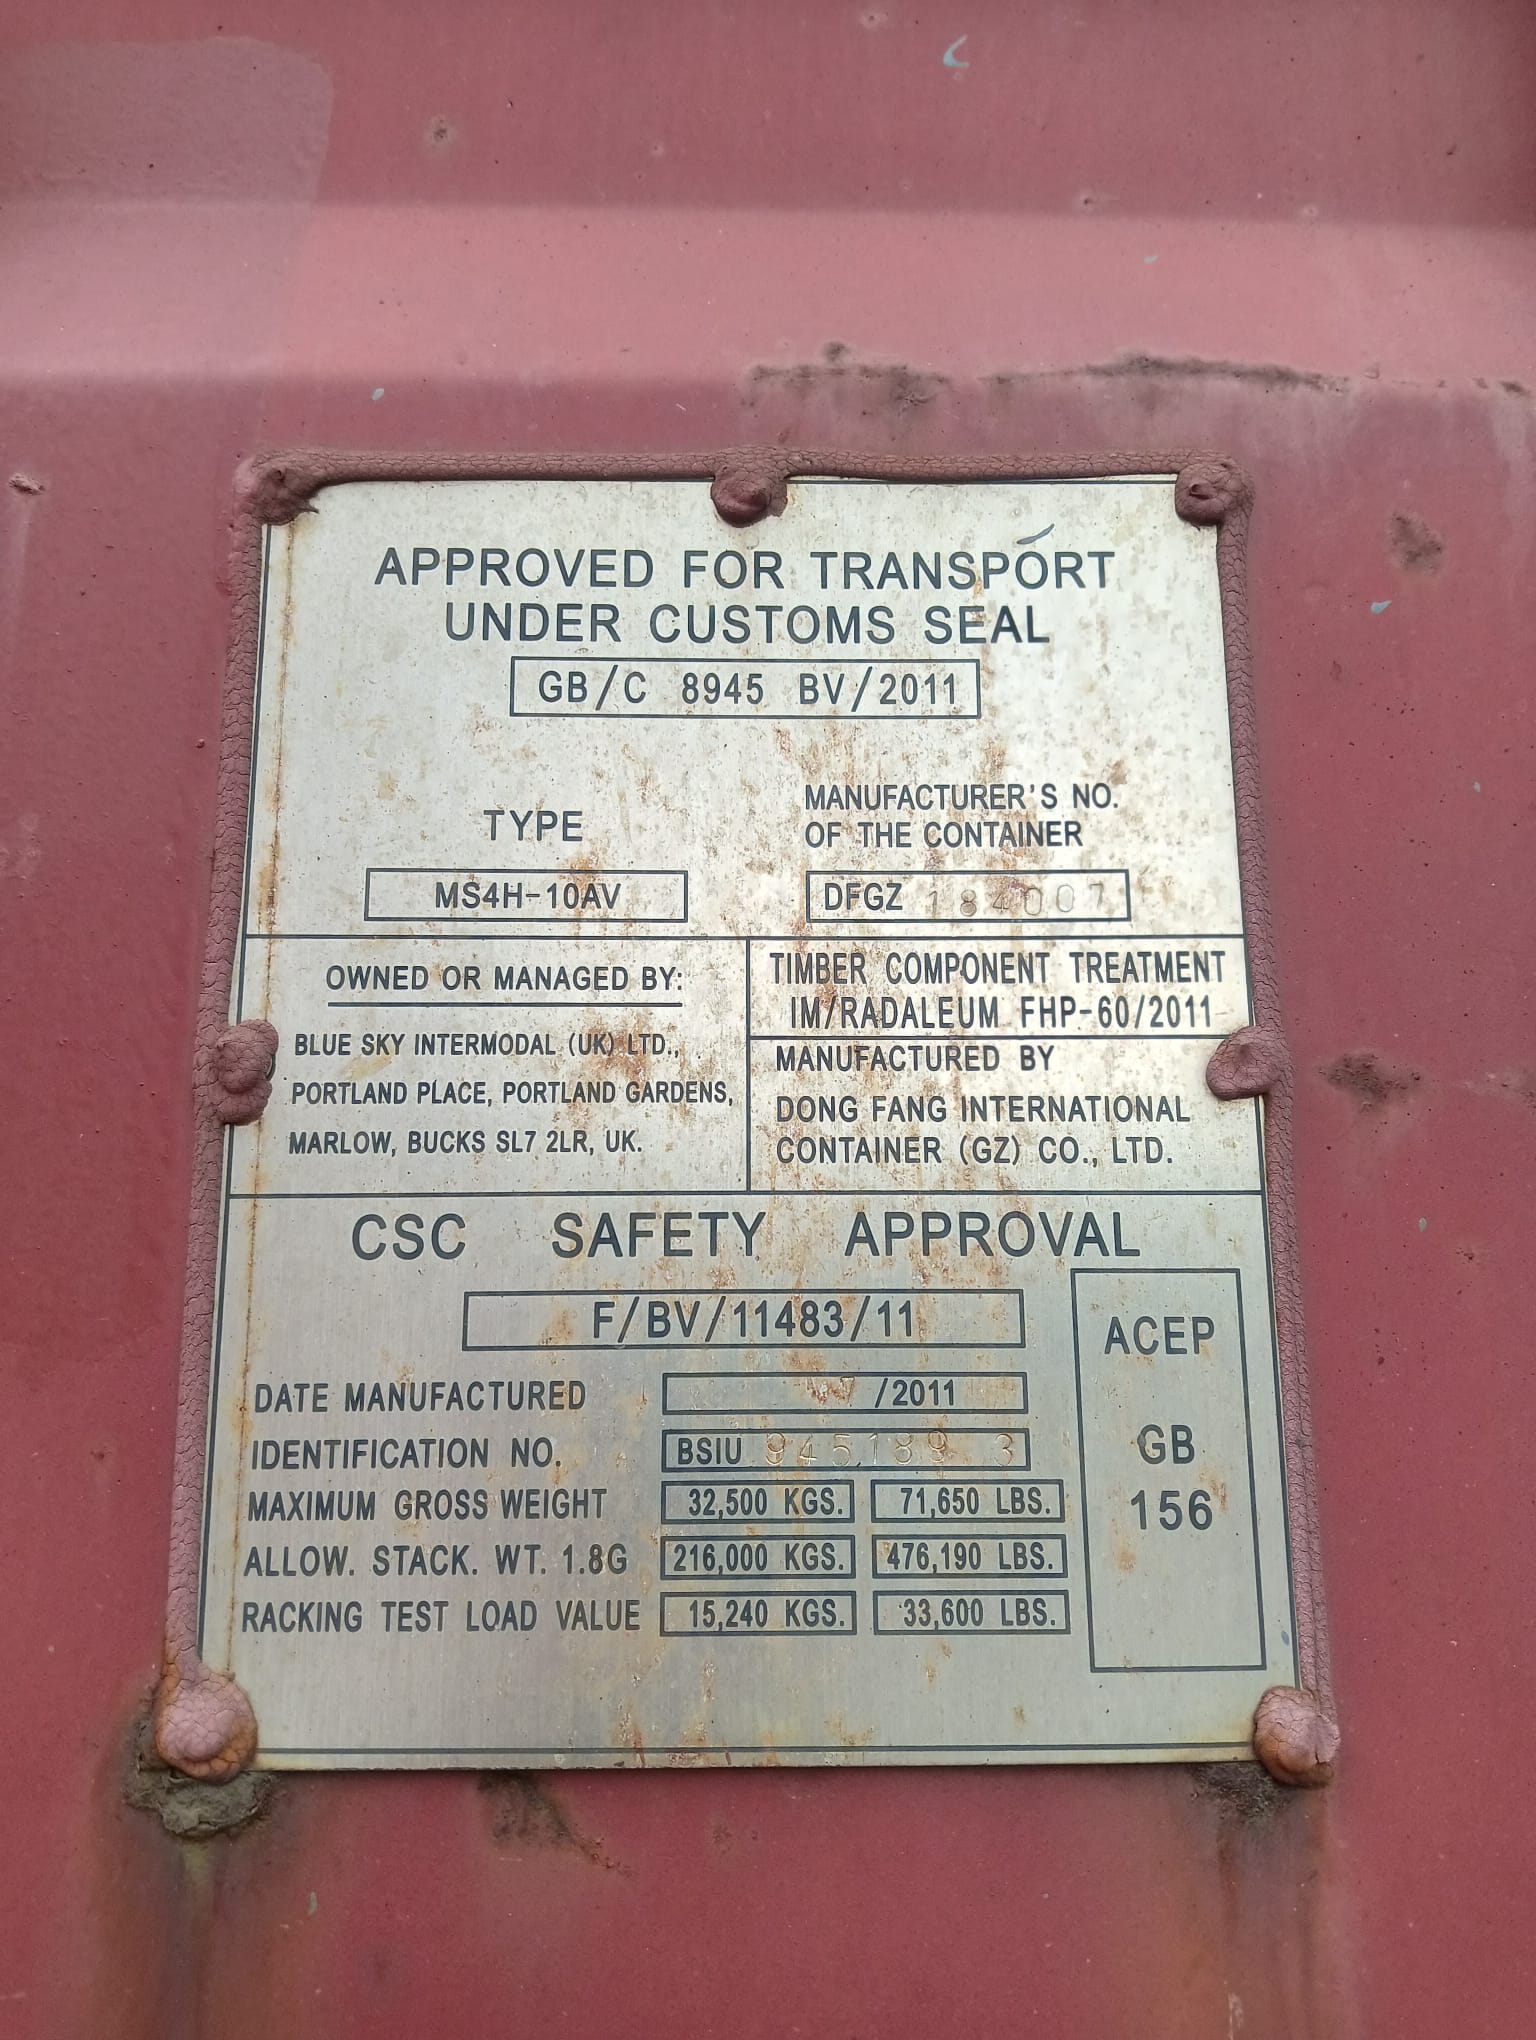 APPROVED FOR TRANSPORT
UNDER CUSTOMS SEAL
GB/C 8945 BV/2011
TYPE
MS4H-10AV
MANUFACTURER'S NO.
OF THE CONTAINER
DFGZ 184007
OWNED OR MANAGED BY:
BLUE SKY INTERMODAL (UK) LTD.,
PORTLAND PLACE, PORTLAND GARDENS,
MARLOW, BUCKS SL7 2LR, UK.
TIMBER COMPONENT TREATMENT
IM/RADALEUM FHP-60/2011
MANUFACTURED BY
DONG FANG INTERNATIONAL
CONTAINER (GZ) CO., LTD.
CSC SAFETY APPROVAL
F/BV/11483/11
DATE MANUFACTURED 7 /2011
IDENTIFICATION NO. BSIU 945189 3
MAXIMUM GROSS WEIGHT 32,500 KGS. 71,650 LBS.
ALLOW. STACK. WT. 1.8G 216,000 KGS. 476,190 LBS.
RACKING TEST LOAD VALUE 15,240 KGS. 33,600 LBS.
ACEP
GB
156